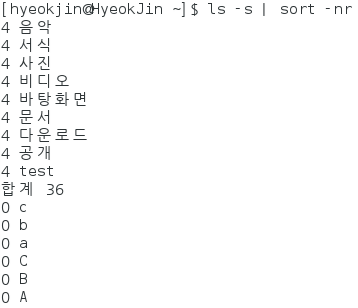 [hyeokjin@HyeokJin ~]$ ls -s | sort -nr
4 음악
4 서식
4 사진
4 비디오
4 바탕화면
4 문서
4 다운로드
4 공개
4 test
합계 36
0 c
0 b
0 a
0 C
0 B
0 A